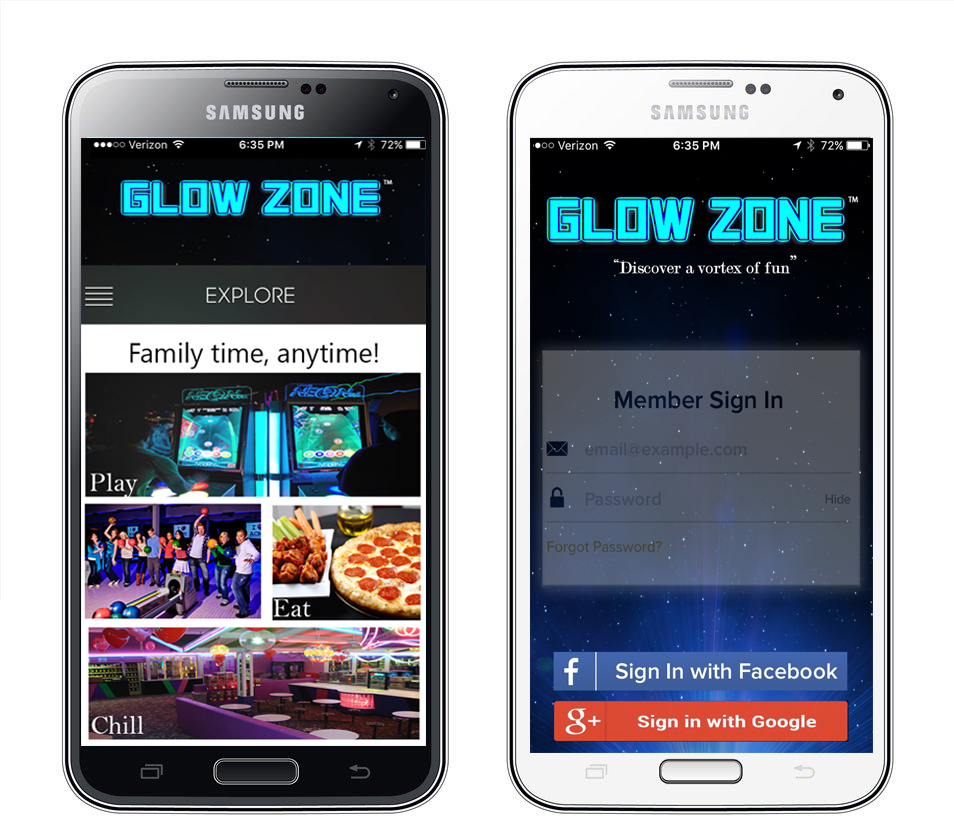 SAMSUNG
Verizon 6:35 PM 72%
GLOW ZONE™
EXPLORE
Family time, anytime!
Play
Eat
Chill
SAMSUNG
Verizon 6:35 PM 72%
GLOW ZONE™
“Discover a vortex of fun”
Member Sign In
email@example.com
Password Hide
Forgot Password?
f Sign In with Facebook
g+ Sign in with Google